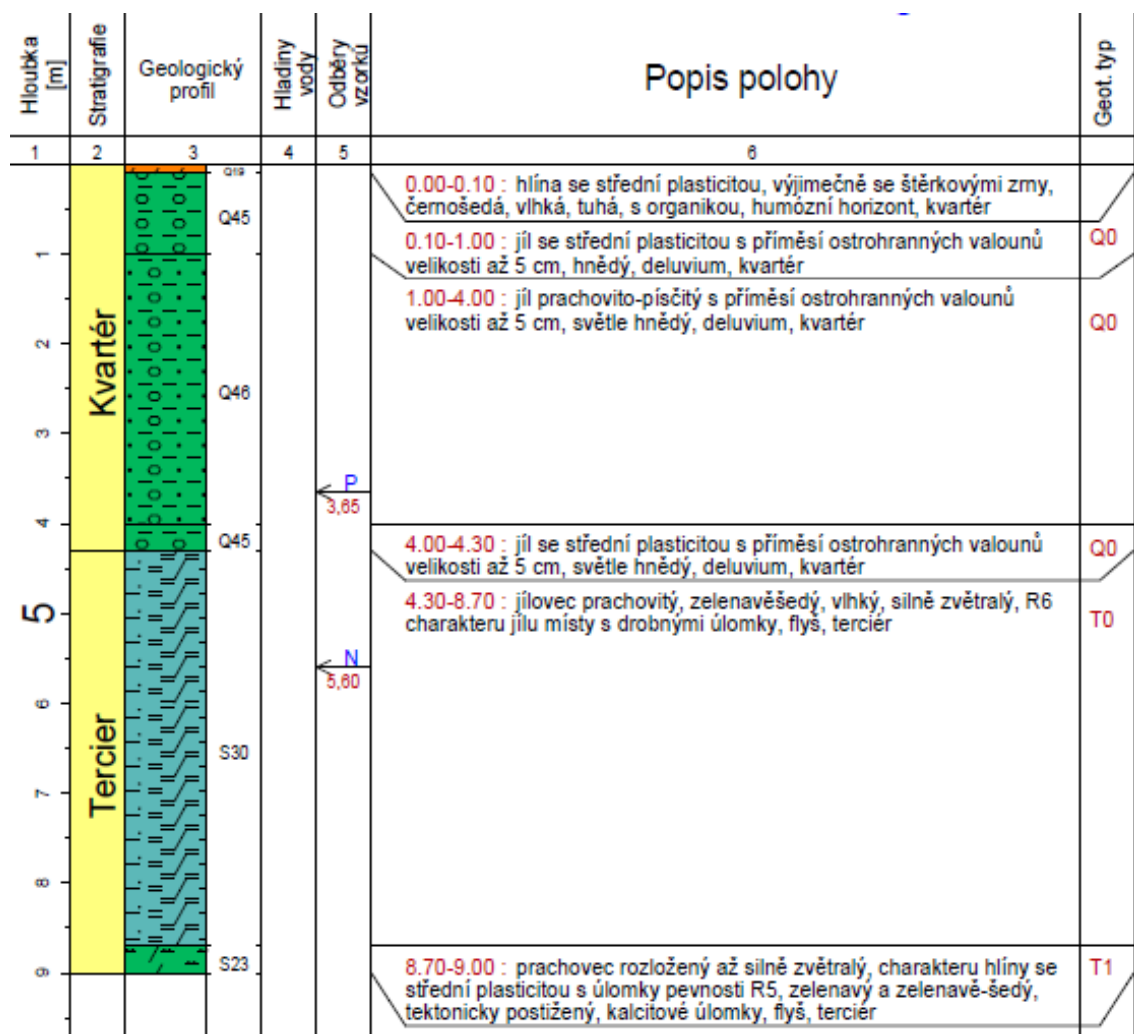 Hloubka [m]
Stratigrafie
Geologický profil
Hladiny vody
Odběry vzorků
Popis polohy
Geot. typ
1 2 3 4 5 6
Q19
0.00-0.10 : hlína se střední plasticitou, výjimečně se štěrkovými zrny,
černošedá, vlhká, tuhá, s organikou, humózní horizont, kvartér
Q45
0.10-1.00 : jíl se střední plasticitou s příměsí ostrohranných valounů
velikosti až 5 cm, hnědý, deluvium, kvartér
Q0
1
1.00-4.00 : jíl prachovito-písčitý s příměsí ostrohranných valounů
velikosti až 5 cm, světle hnědý, deluvium, kvartér
Q0
2
Kvartér
Q46
3
P
3,65
4
Q45
4.00-4.30 : jíl se střední plasticitou s příměsí ostrohranných valounů
velikosti až 5 cm, světle hnědý, deluvium, kvartér
Q0
5
4.30-8.70 : jílovec prachovitý, zelenavěšedý, vlhký, silně zvětralý, R6
charakteru jílu místy s drobnými úlomky, flyš, terciér
T0
N
5,60
6
Tercier
S30
7
8
S23
9
8.70-9.00 : prachovec rozložený až silně zvětralý, charakteru hlíny se
střední plasticitou s úlomky pevnosti R5, zelenavý a zelenavě-šedý,
tektonicky postižený, kalcitové úlomky, flyš, terciér
T1